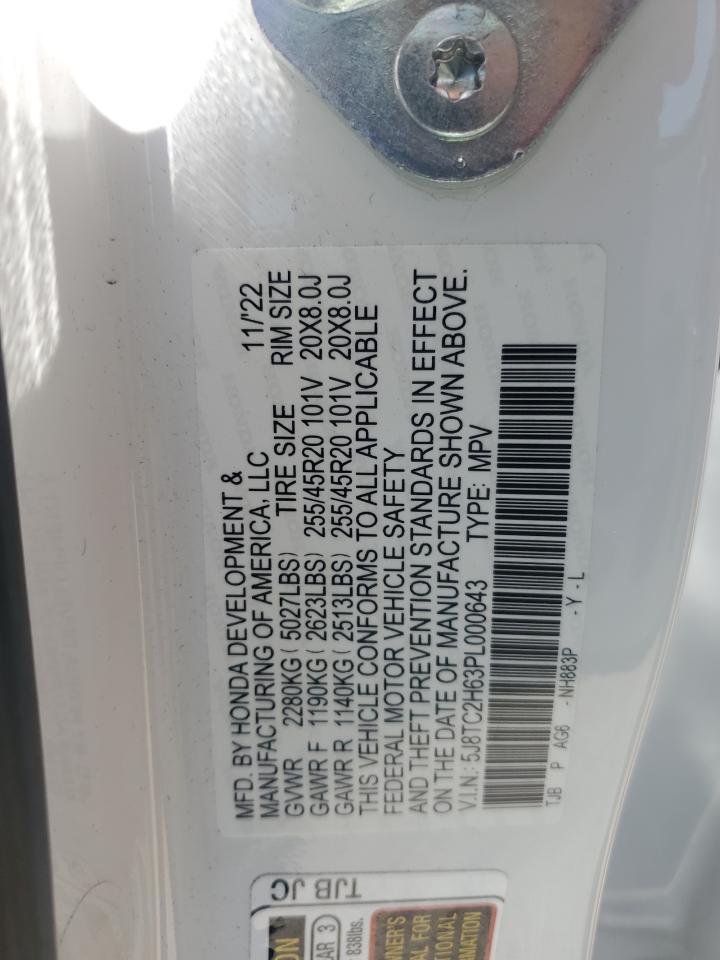 MFD. BY HONDA DEVELOPMENT &
MANUFACTURING OF AMERICA, LLC 11/'22
GVWR 2280KG ( 5027LBS) TIRE SIZE RIM SIZE
GAWR F 1190KG ( 2623LBS) 255/45R20 101V 20X8.0J
GAWR R 1140KG ( 2513LBS) 255/45R20 101V 20X8.0J
THIS VEHICLE CONFORMS TO ALL APPLICABLE
FEDERAL MOTOR VEHICLE SAFETY
AND THEFT PREVENTION STANDARDS IN EFFECT
ON THE DATE OF MANUFACTURE SHOWN ABOVE.
V.I.N.: 5J8TC2H63PL000643 TYPE: MPV
TJB P AG6 -NH883P -Y-L
TJB JC
838lbs.